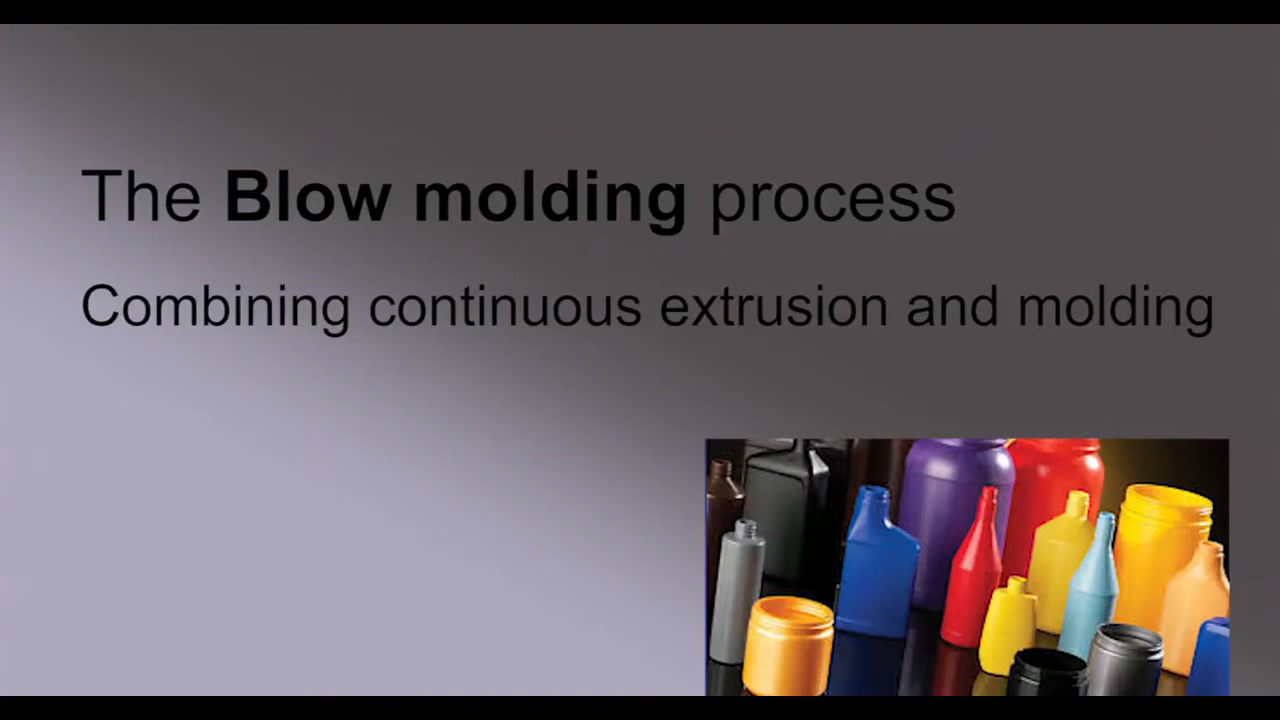 The Blow molding process
Combining continuous extrusion and molding